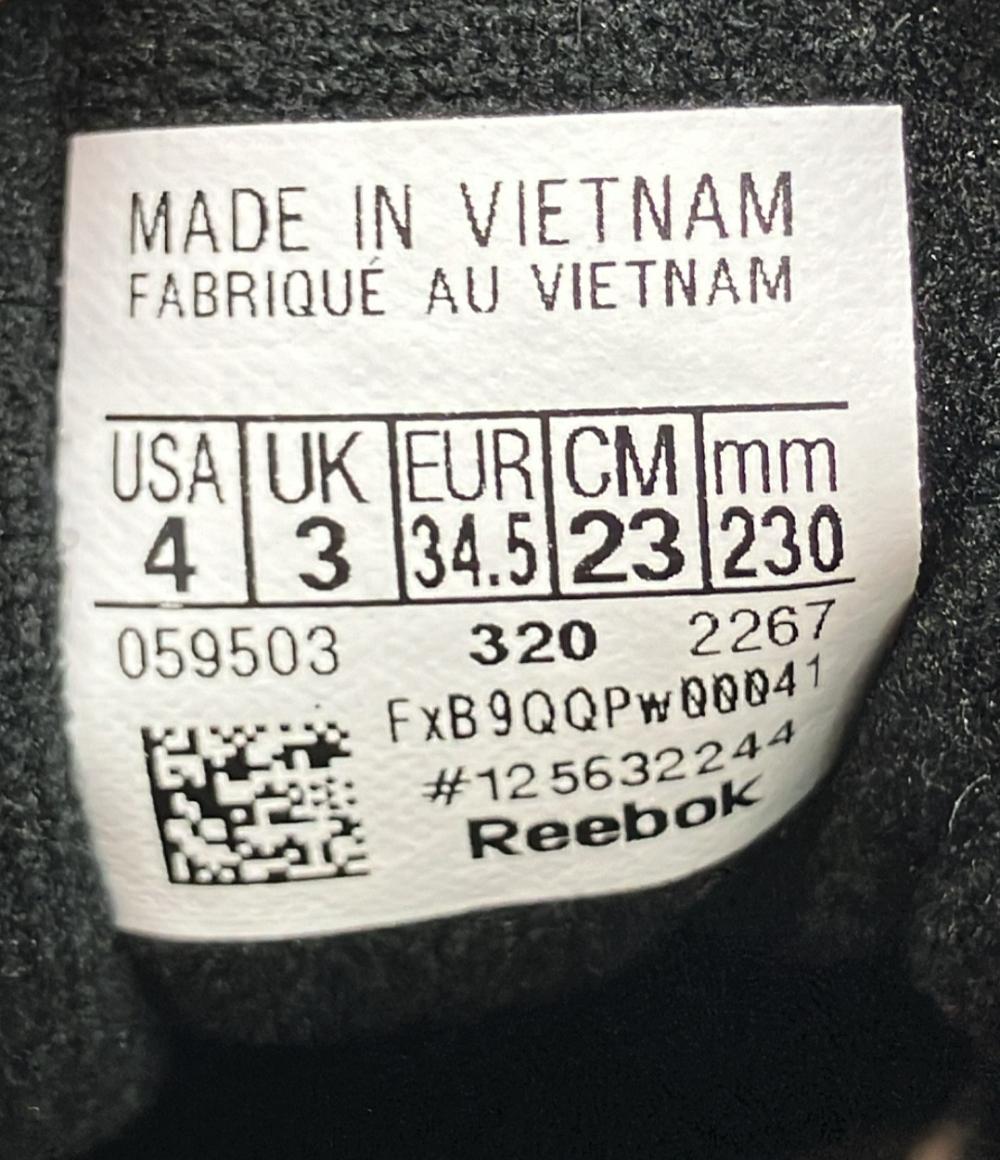 MADE IN VIETNAM
FABRIQUÉ AU VIETNAM
USA UK EUR CM mm
4 3 34.5 23 230
059503 320 2267
FxB9QQPw00041
#125632244
Reebok